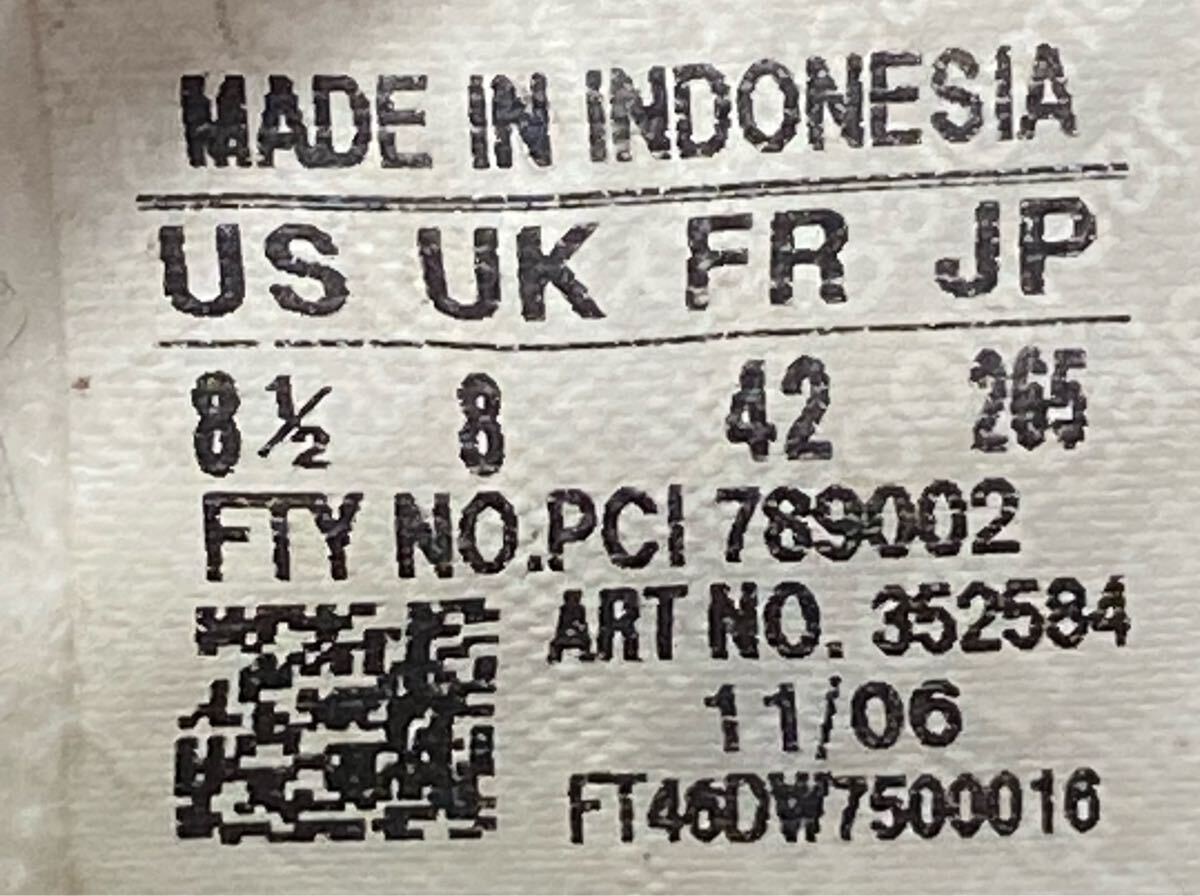 MADE IN INDONESIA
US UK FR JP
8½ 8 42 265
FTY NO.PCI 789002
ART NO. 352584
11/06
FT46DW7500016